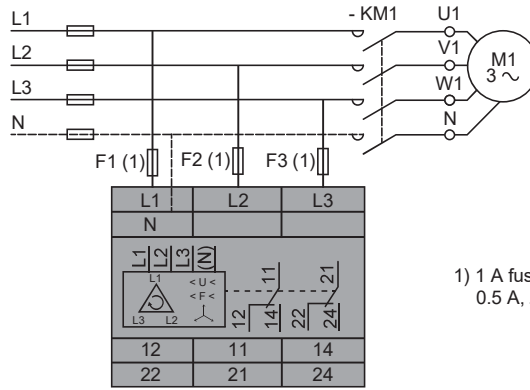 L1
- KM1
U1
L2
V1
M1
3 ~
L3
W1
N
N
F1 (1)
F2 (1)
F3 (1)
L1 L2 L3
N
L1 L2 L3 (N)
L1
L3 L2
< U <
< F <
11
12 14
21
22 24
12 11 14
22 21 24
1) 1 A fus
0.5 A,